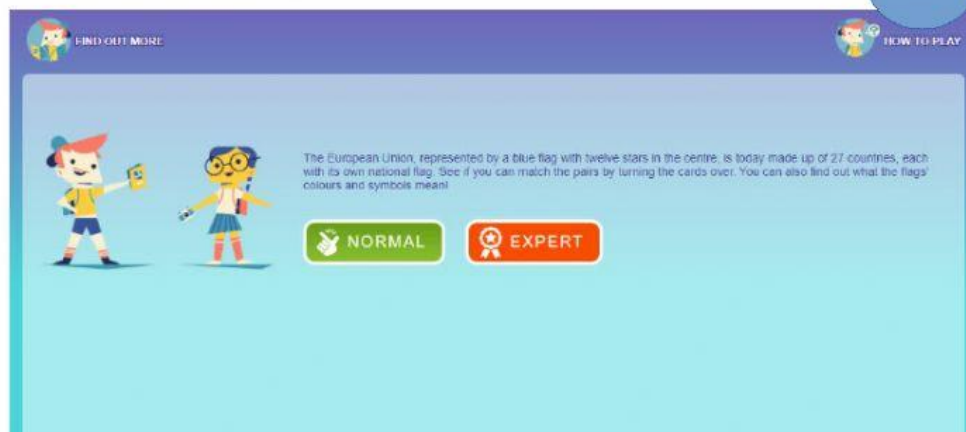 FIND OUT MORE
HOW TO PLAY
The European Union, represented by a blue flag with twelve stars in the centre, is today made up of 27 countries, each
with its own national flag. See if you can match the pairs by turning the cards over. You can also find out what the flags'
colours and symbols mean!
NORMAL
EXPERT